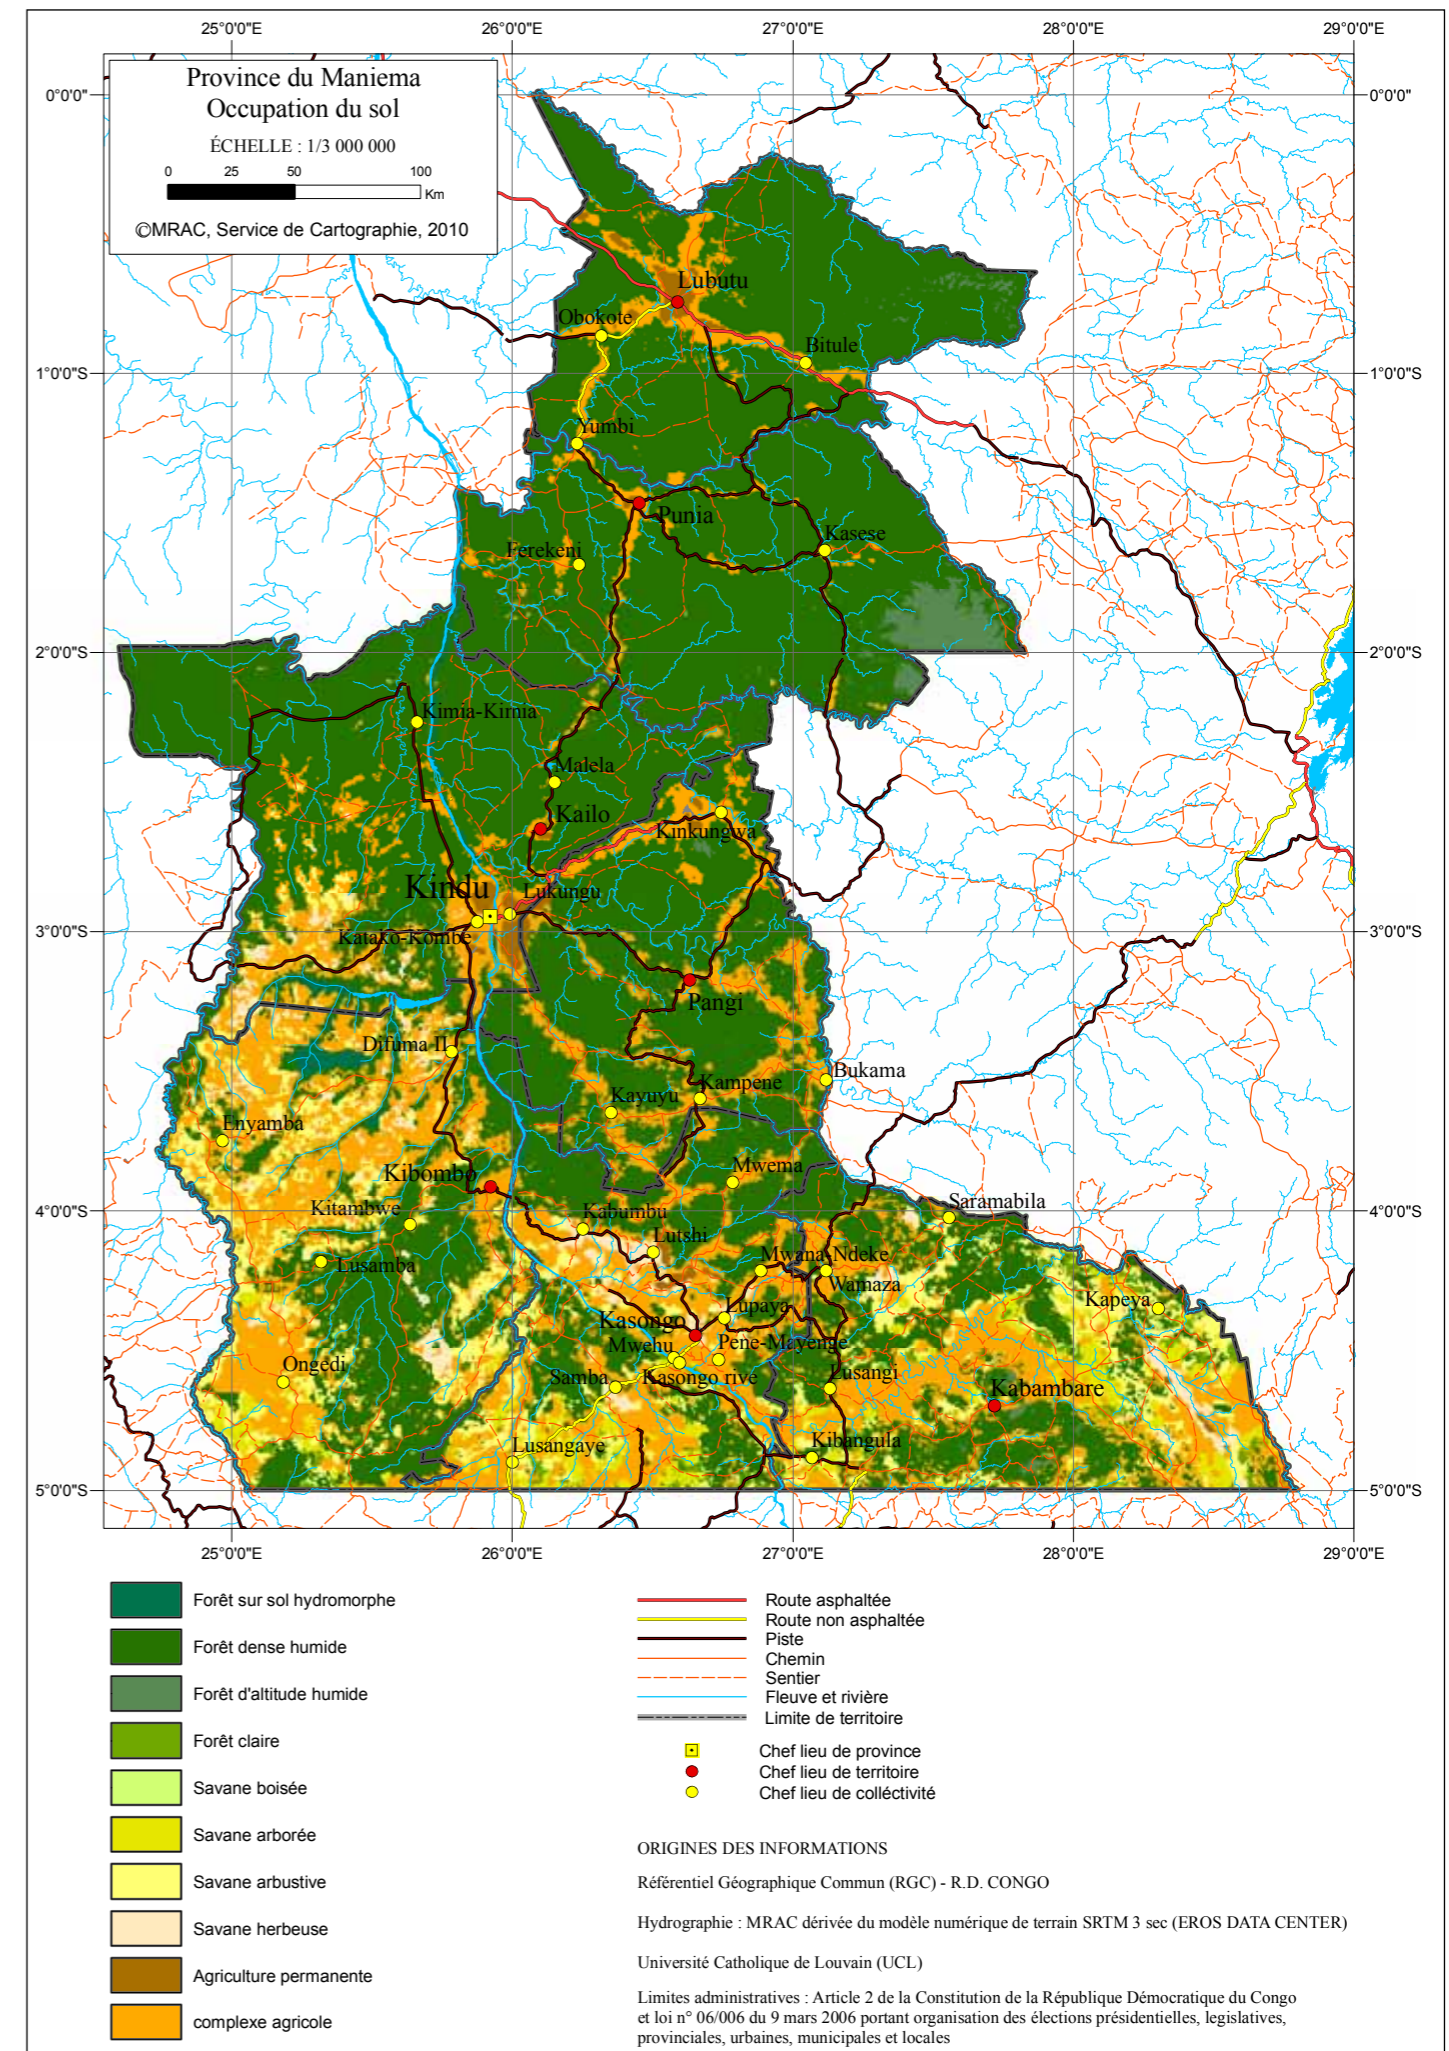 25°0'0"E 26°0'0"E 27°0'0"E 28°0'0"E 29°0'0"E
Province du Maniema
Occupation du sol
ÉCHELLE : 1/3 000 000
0 25 50 100
Km
©MRAC, Service de Cartographie, 2010
0°0'0" 0°0'0"
Lubutu
Obokote
Bitule
1°0'0"S 1°0'0"S
Yumbi
Punia
Kasese
Ferekeni
2°0'0"S 2°0'0"S
Kimia-Kirnia
Malela
Kailo
Kinkungwa
Kindu
Lukungu
Katako-Kombe
3°0'0"S 3°0'0"S
Pangi
Difuma II
Bukama
Kampene
Kayuyu
Enyamba
Mwema
Kibombo
Saramabila
Kitambwe
4°0'0"S 4°0'0"S
Kabumbu
Lutshi
Mwana-Ndeke
Lusamba
Wamaza
Kapeya
Lupaya
Kasongo
Mwehu
Pene-Mayenge
Ongedi
Samba
Kasongo rive
Lusangi
Kabambare
Kibangula
Lusangaye
5°0'0"S 5°0'0"S
25°0'0"E 26°0'0"E 27°0'0"E 28°0'0"E 29°0'0"E
Forêt sur sol hydromorphe
Forêt dense humide
Forêt d'altitude humide
Forêt claire
Savane boisée
Savane arborée
Savane arbustive
Savane herbeuse
Agriculture permanente
complexe agricole
Route asphaltée
Route non asphaltée
Piste
Chemin
Sentier
Fleuve et rivière
Limite de territoire
Chef lieu de province
Chef lieu de territoire
Chef lieu de colléctivité
ORIGINES DES INFORMATIONS
Référentiel Géographique Commun (RGC) - R.D. CONGO
Hydrographie : MRAC dérivée du modèle numérique de terrain SRTM 3 sec (EROS DATA CENTER)
Université Catholique de Louvain (UCL)
Limites administratives : Article 2 de la Constitution de la République Démocratique du Congo
et loi n° 06/006 du 9 mars 2006 portant organisation des élections présidentielles, legislatives,
provinciales, urbaines, municipales et locales